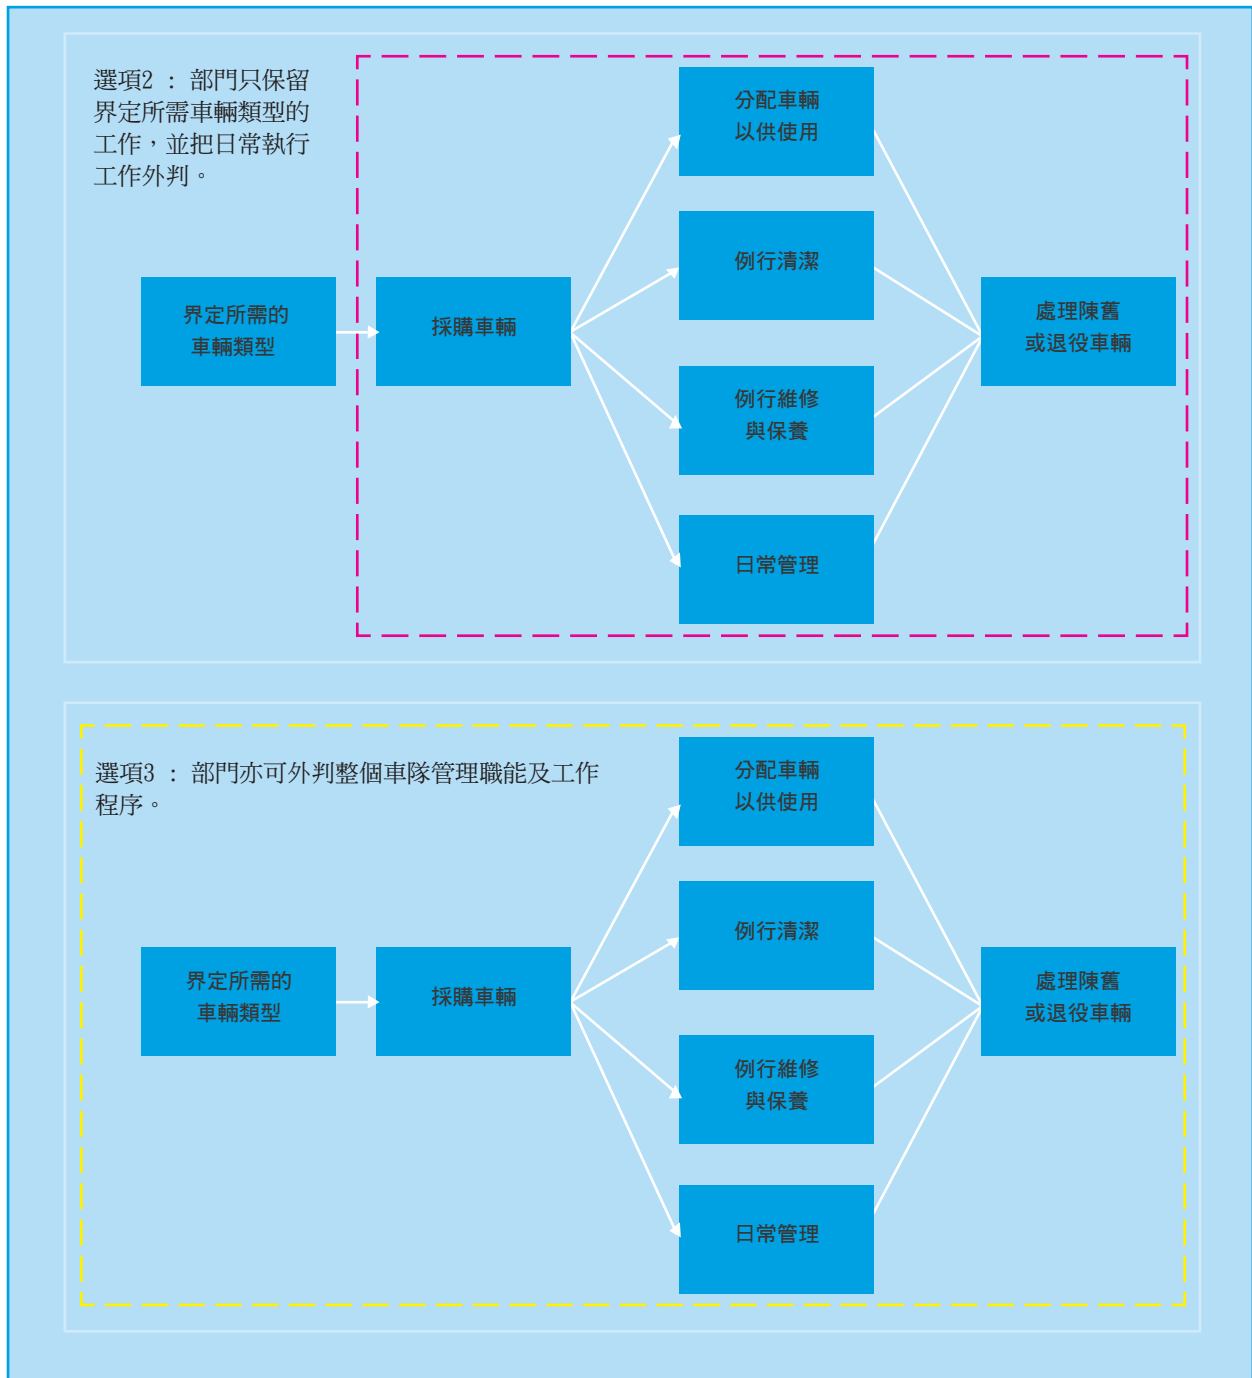 選項2 : 部門只保留
界定所需車輛類型的
工作，並把日常執行
工作外判。
分配車輛
以供使用
例行清潔
界定所需的
車輛類型
採購車輛
處理陳舊
或退役車輛
例行維修
與保養
日常管理
選項3 : 部門亦可外判整個車隊管理職能及工作
程序。
分配車輛
以供使用
例行清潔
界定所需的
車輛類型
採購車輛
處理陳舊
或退役車輛
例行維修
與保養
日常管理